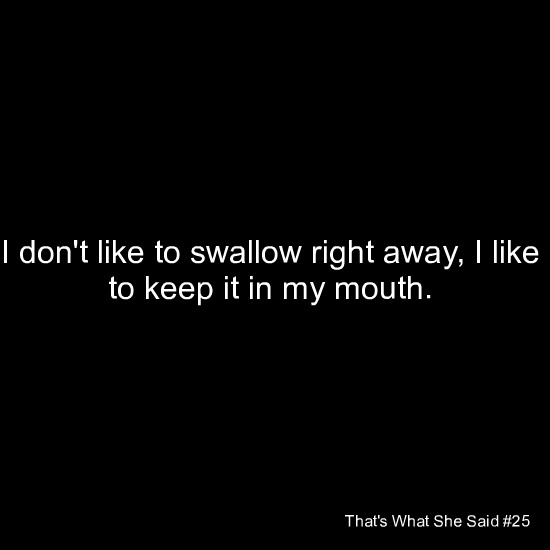 I don't like to swallow right away, I like
to keep it in my mouth.
That's What She Said #25